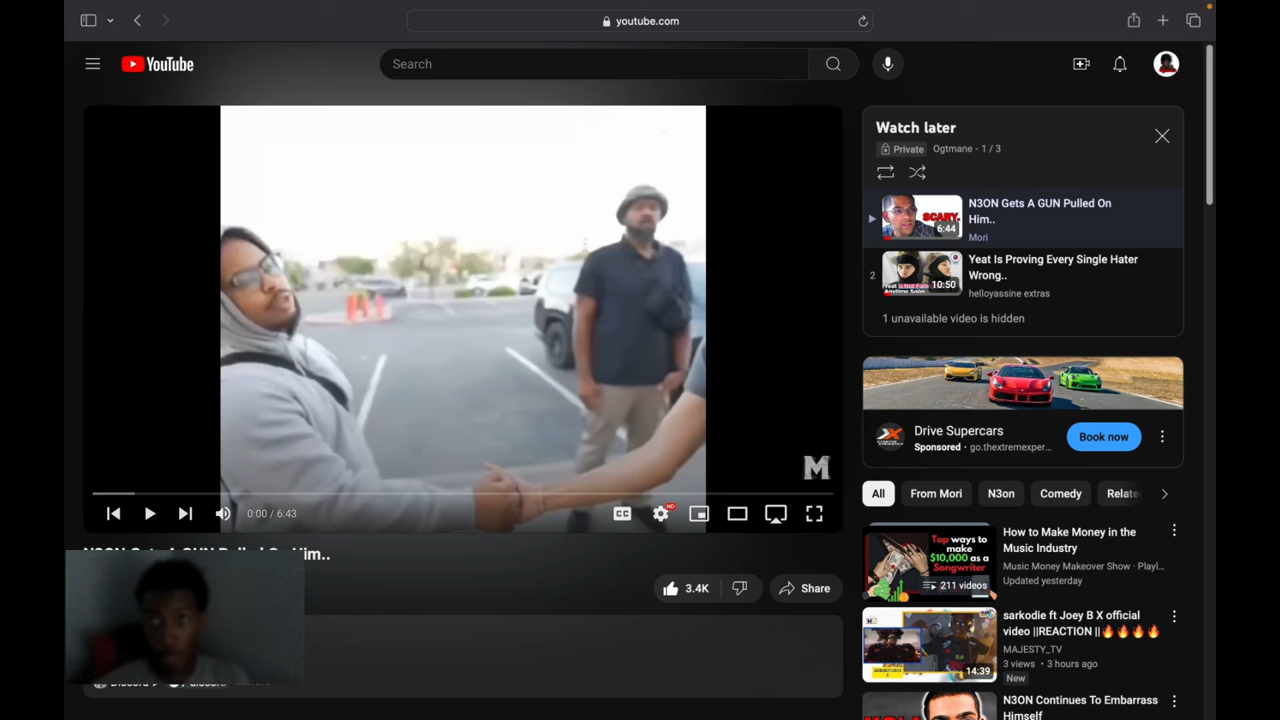 youtube.com
YouTube
Search
Watch later
Private
Ogtmane - 1 / 3
SCARY.
6:44
N3ON Gets A GUN Pulled On
Him..
Mori
2
10:50
Yeat Is Proving Every Single Hater
Wrong..
helloyassine extras
1 unavailable video is hidden
Drive Supercars
Sponsored · go.thextremexper...
Book now
M
0:00 / 6:43
CC
HD
All
From Mori
N3on
Comedy
Relate
3.4K
Share
Top ways to
make
$10,000 as a
Songwriter
211 videos
How to Make Money in the
Music Industry
Music Money Makeover Show · Playl...
Updated yesterday
14:39
sarkodie ft Joey B X official
video ||REACTION ||🔥🔥🔥🔥
MAJESTY_TV
3 views · 3 hours ago
New
N3ON Continues To Embarrass
Himself